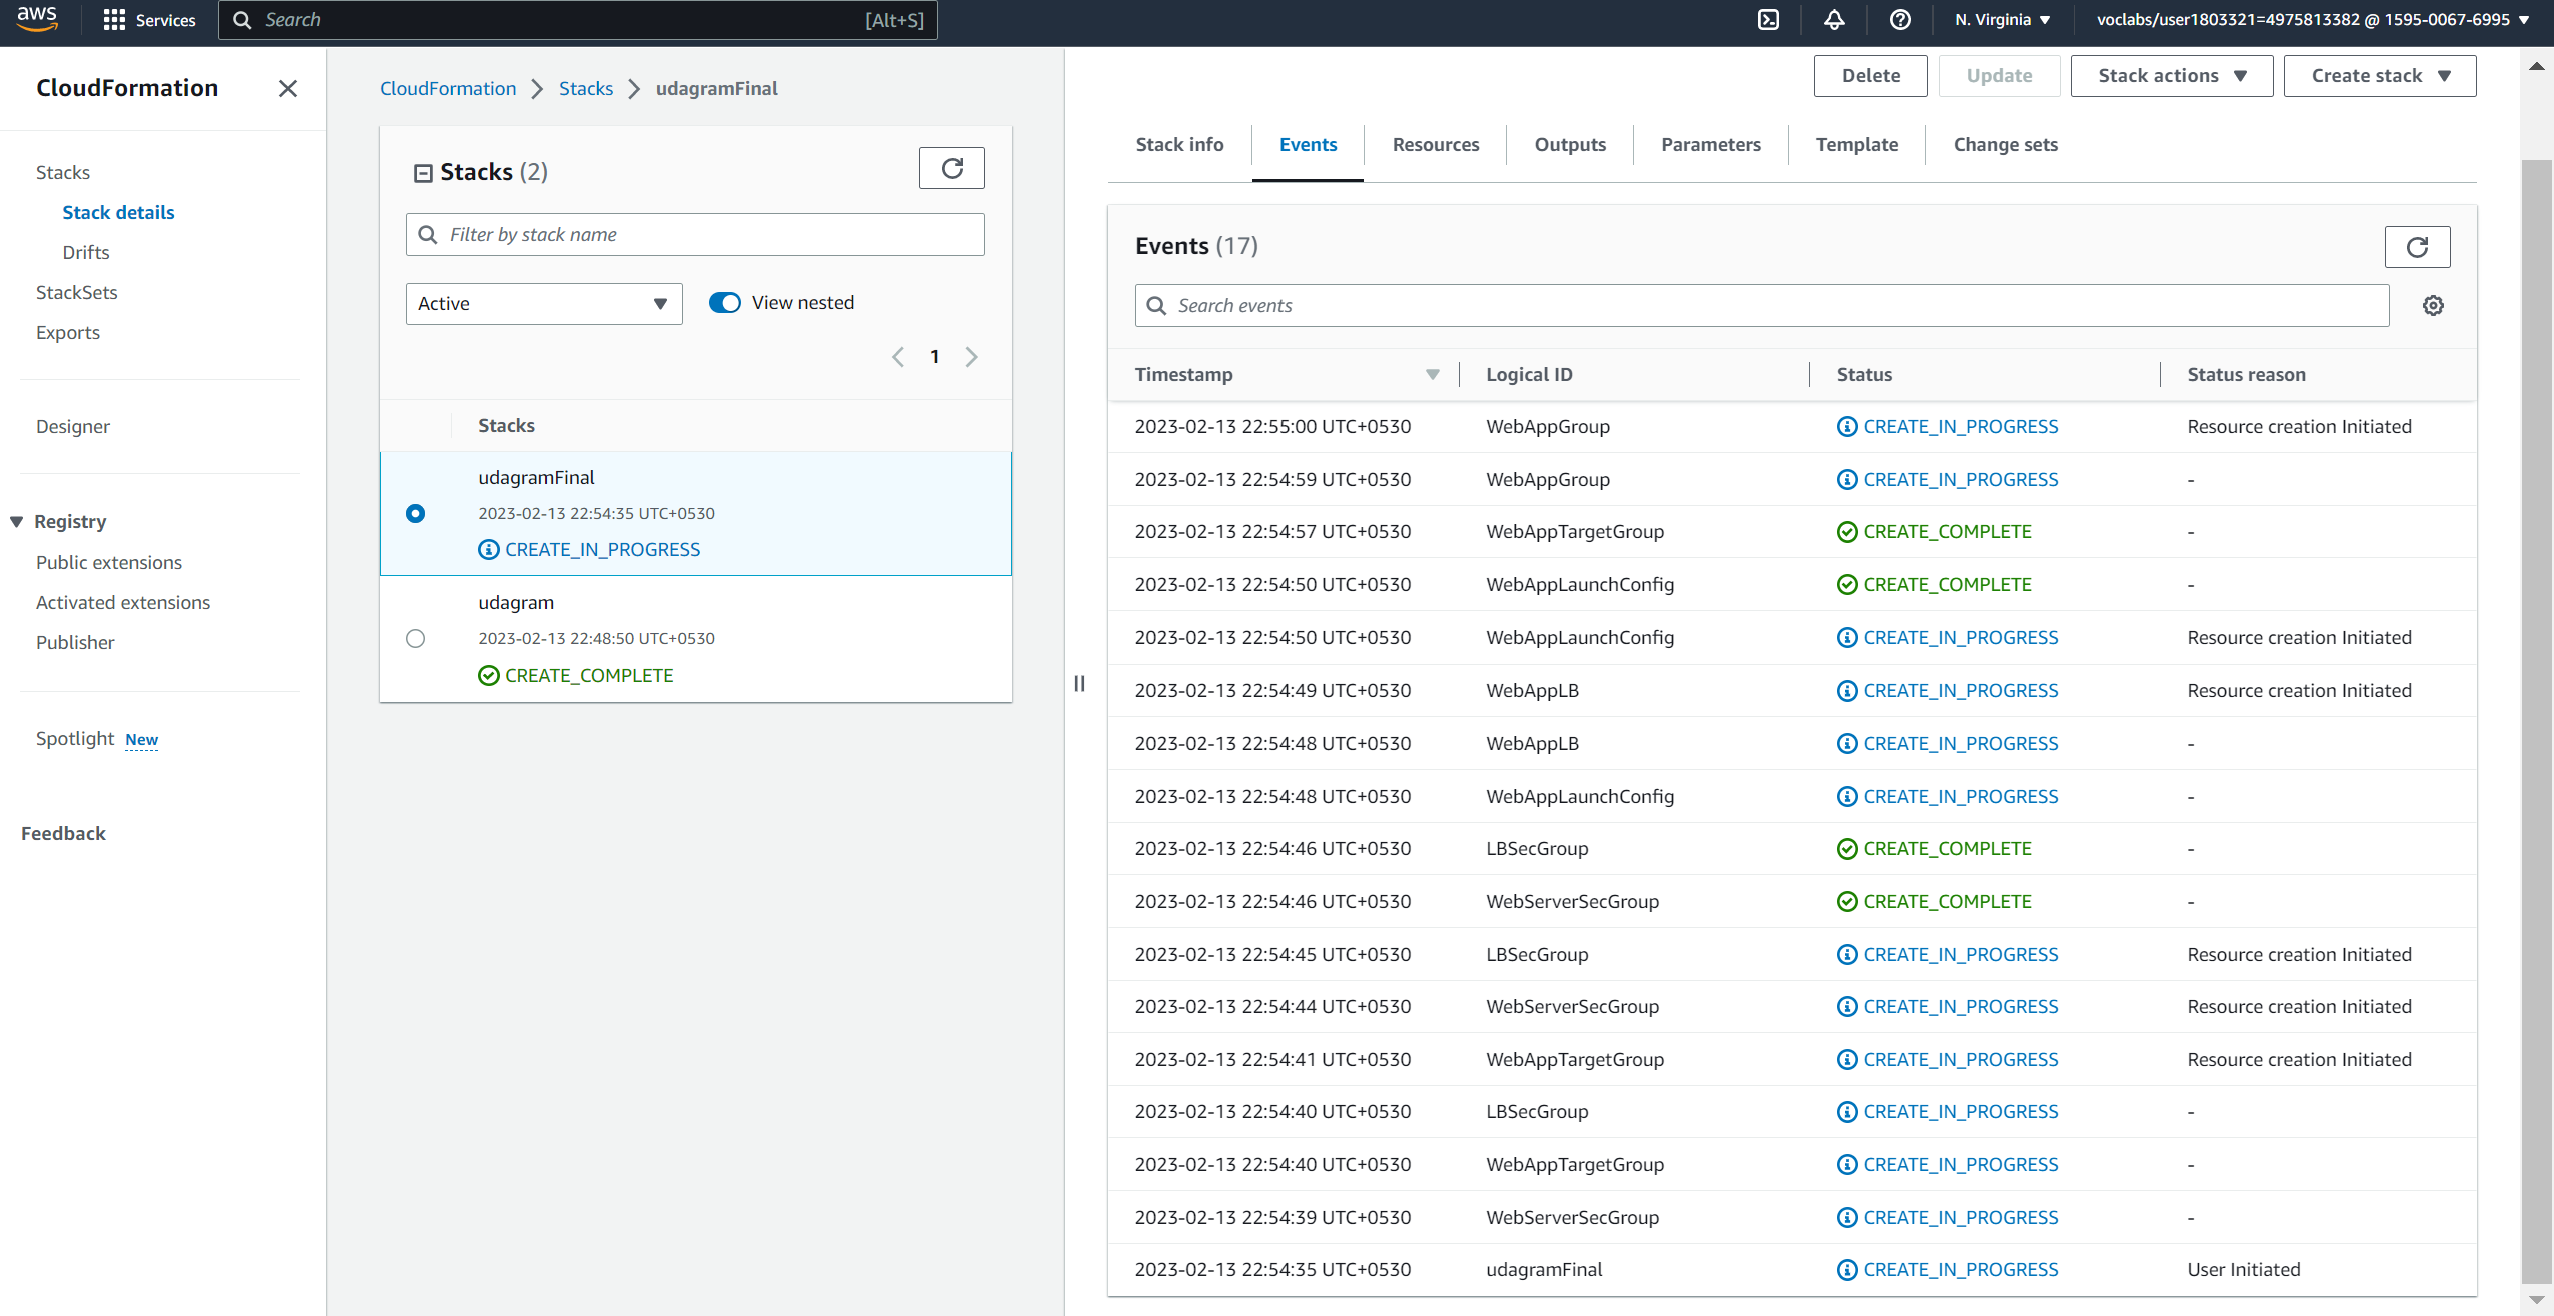 aws
Services
Search
[Alt+S]
N. Virginia
voclabs/user1803321=4975813382 @ 1595-0067-6995
CloudFormation
Stacks
Stack details
Drifts
StackSets
Exports
Designer
Registry
Public extensions
Activated extensions
Publisher
Spotlight New
Feedback
CloudFormation
Stacks
udagramFinal
Stacks (2)
Filter by stack name
Active
View nested
1
Stacks
udagramFinal
2023-02-13 22:54:35 UTC+0530
CREATE_IN_PROGRESS
udagram
2023-02-13 22:48:50 UTC+0530
CREATE_COMPLETE
Delete
Update
Stack actions
Create stack
Stack info
Events
Resources
Outputs
Parameters
Template
Change sets
Events (17)
Search events
Timestamp Logical ID Status Status reason
2023-02-13 22:55:00 UTC+0530 WebAppGroup CREATE_IN_PROGRESS Resource creation Initiated
2023-02-13 22:54:59 UTC+0530 WebAppGroup CREATE_IN_PROGRESS -
2023-02-13 22:54:57 UTC+0530 WebAppTargetGroup CREATE_COMPLETE -
2023-02-13 22:54:50 UTC+0530 WebAppLaunchConfig CREATE_COMPLETE -
2023-02-13 22:54:50 UTC+0530 WebAppLaunchConfig CREATE_IN_PROGRESS Resource creation Initiated
2023-02-13 22:54:49 UTC+0530 WebAppLB CREATE_IN_PROGRESS Resource creation Initiated
2023-02-13 22:54:48 UTC+0530 WebAppLB CREATE_IN_PROGRESS -
2023-02-13 22:54:48 UTC+0530 WebAppLaunchConfig CREATE_IN_PROGRESS -
2023-02-13 22:54:46 UTC+0530 LBSecGroup CREATE_COMPLETE -
2023-02-13 22:54:46 UTC+0530 WebServerSecGroup CREATE_COMPLETE -
2023-02-13 22:54:45 UTC+0530 LBSecGroup CREATE_IN_PROGRESS Resource creation Initiated
2023-02-13 22:54:44 UTC+0530 WebServerSecGroup CREATE_IN_PROGRESS Resource creation Initiated
2023-02-13 22:54:41 UTC+0530 WebAppTargetGroup CREATE_IN_PROGRESS Resource creation Initiated
2023-02-13 22:54:40 UTC+0530 LBSecGroup CREATE_IN_PROGRESS -
2023-02-13 22:54:40 UTC+0530 WebAppTargetGroup CREATE_IN_PROGRESS -
2023-02-13 22:54:39 UTC+0530 WebServerSecGroup CREATE_IN_PROGRESS -
2023-02-13 22:54:35 UTC+0530 udagramFinal CREATE_IN_PROGRESS User Initiated